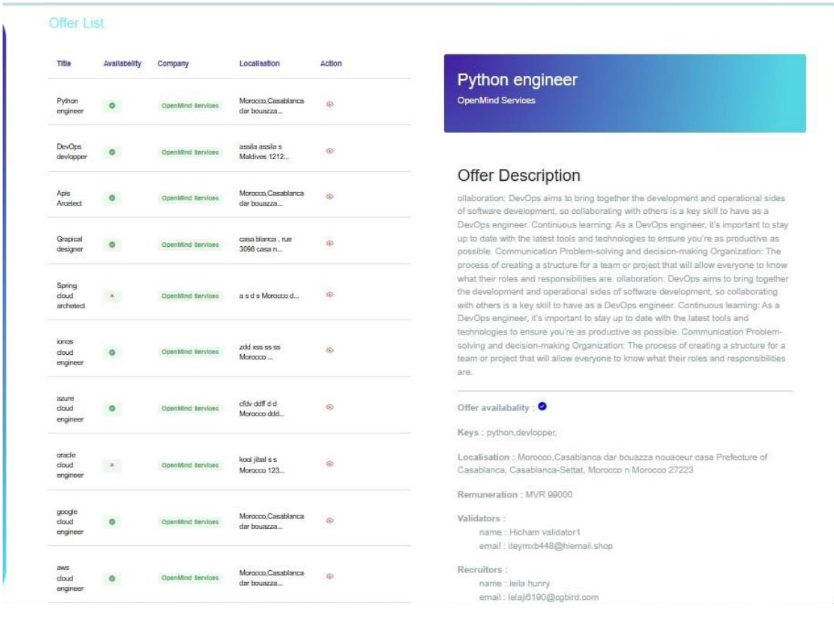 Offer List
Title Availability Company Localisation Action
Python
engineer
OpenMind Services
Morocco,Casablanca
dar bouazza...
DevOps
devlopper
OpenMind Services
assila assila s
Maldives 1212...
Apis
Arcetect
OpenMind Services
Morocco,Casablanca
dar bouazza...
Grapical
designer
OpenMind Services
casa blanca , rue
3098 casa n...
Spring
cloud
archetect
OpenMind Services
a s d s Morocco d...
ionos
cloud
engineer
OpenMind Services
zdd xss ss ss
Morocco ...
azure
cloud
engineer
OpenMind Services
cfdv ddff d d
Morocco ddd...
oracle
cloud
engineer
OpenMind Services
kool jibal s s
Morocco 123...
google
cloud
engineer
OpenMind Services
Morocco,Casablanca
dar bouazza...
aws
cloud
engineer
OpenMind Services
Morocco,Casablanca
dar bouazza...
Python engineer
OpenMind Services
Offer Description
ollaboration: DevOps aims to bring together the development and operational sides
of software development, so collaborating with others is a key skill to have as a
DevOps engineer. Continuous learning: As a DevOps engineer, it's important to stay
up to date with the latest tools and technologies to ensure you're as productive as
possible. Communication Problem-solving and decision-making Organization: The
process of creating a structure for a team or project that will allow everyone to know
what their roles and responsibilities are. ollaboration: DevOps aims to bring together
the development and operational sides of software development, so collaborating
with others is a key skill to have as a DevOps engineer. Continuous learning: As a
DevOps engineer, it's important to stay up to date with the latest tools and
technologies to ensure you're as productive as possible. Communication Problem-
solving and decision-making Organization: The process of creating a structure for a
team or project that will allow everyone to know what their roles and responsibilities
are.
Offer availabality :
Keys : python,devlopper,
Localisation : Morocco,Casablanca dar bouazza nouaceur casa Prefecture of
Casablanca, Casablanca-Settat, Morocco n Morocco 27223
Remuneration : MVR 99000
Validators :
name : Hicham validator1
email : iteymxb448@hiemail.shop
Recruitors :
name : leila hunry
email : lelaji6190@ogbird.com